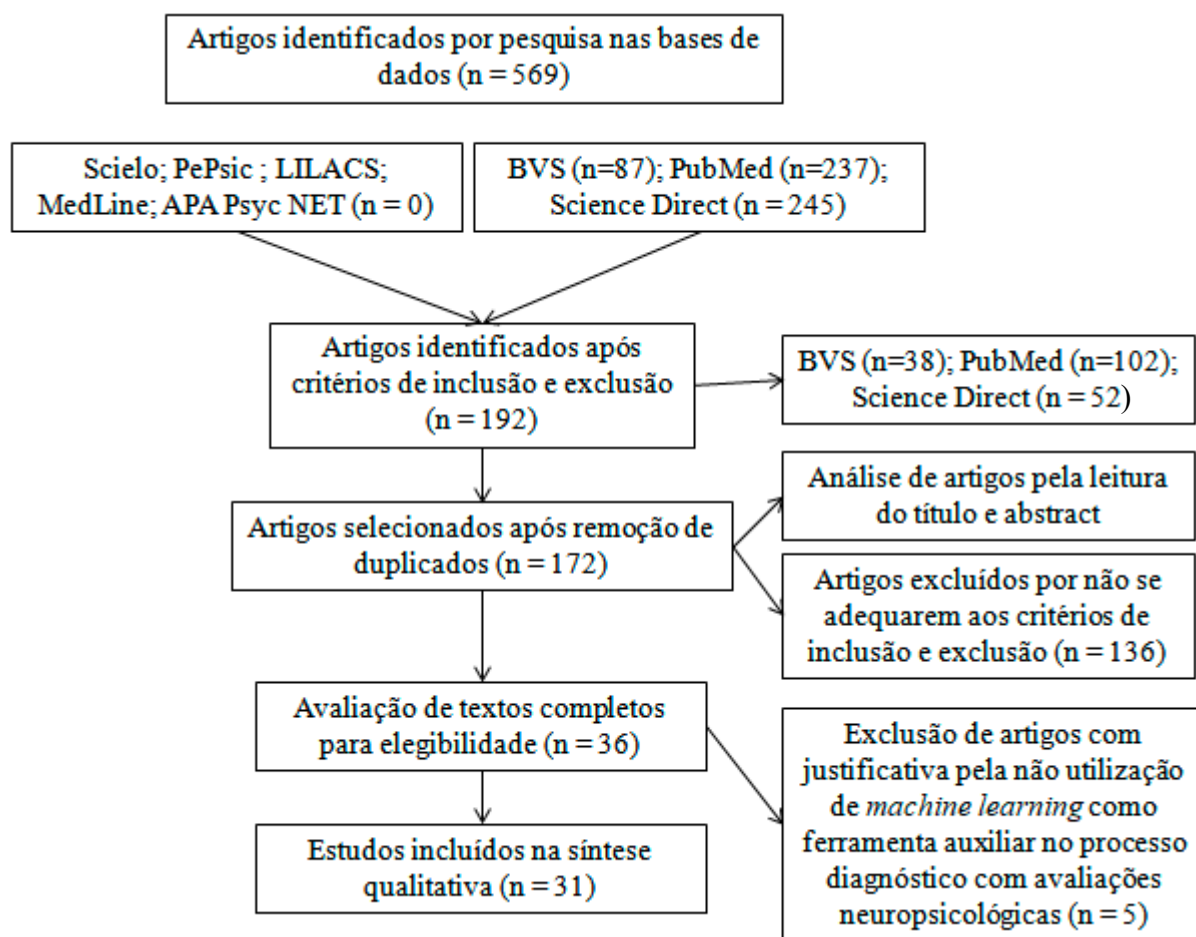 Artigos identificados por pesquisa nas bases de
dados (n = 569)
Scielo; PePsic ; LILACS;
MedLine; APA Psyc NET (n = 0)
BVS (n=87); PubMed (n=237);
Science Direct (n = 245)
Artigos identificados após
critérios de inclusão e exclusão
(n = 192)
BVS (n=38); PubMed (n=102);
Science Direct (n = 52)
Artigos selecionados após remoção de
duplicados (n = 172)
Análise de artigos pela leitura
do título e abstract
Artigos excluídos por não se
adequarem aos critérios de
inclusão e exclusão (n = 136)
Avaliação de textos completos
para elegibilidade (n = 36)
Exclusão de artigos com
justificativa pela não utilização
de machine learning como
ferramenta auxiliar no processo
diagnóstico com avaliações
neuropsicológicas (n = 5)
Estudos incluídos na síntese
qualitativa (n = 31)